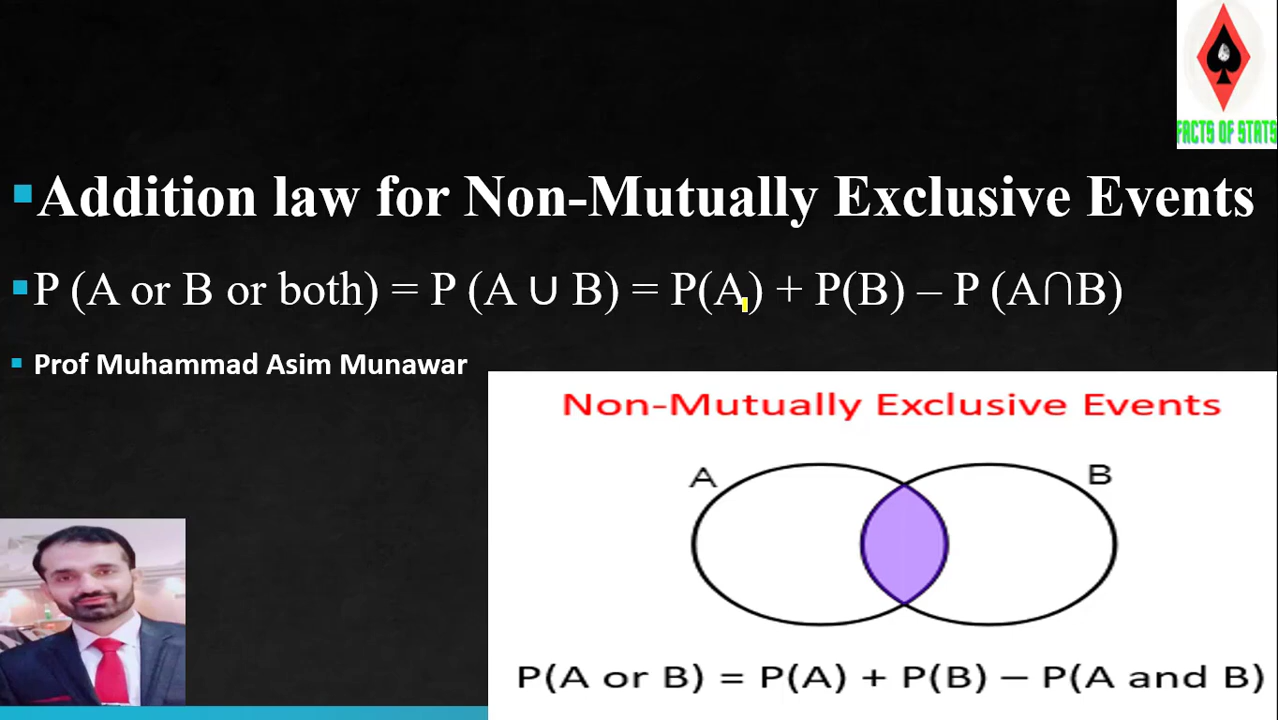 FACTS OF STATS
Addition law for Non-Mutually Exclusive Events
P (A or B or both) = P (A ∪ B) = P(A) + P(B) – P (A∩B)
Prof Muhammad Asim Munawar
Non-Mutually Exclusive Events
A
B
P(A or B) = P(A) + P(B) – P(A and B)